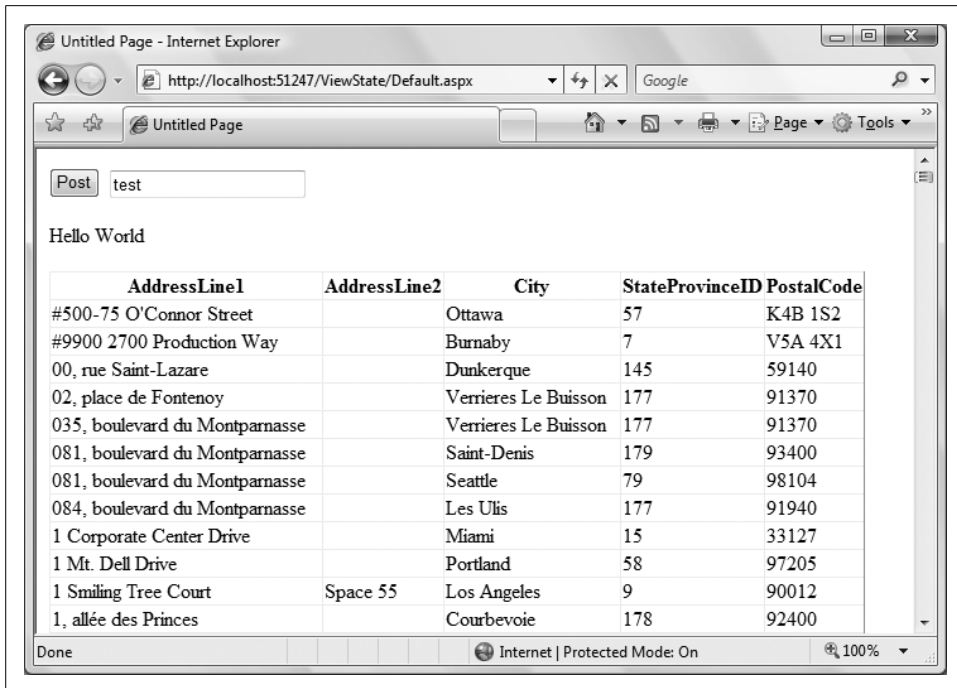 Untitled Page - Internet Explorer
http://localhost:51247/ViewState/Default.aspx Google
Untitled Page Page Tools
Post test
Hello World
AddressLine1 AddressLine2 City StateProvinceID PostalCode
#500-75 O'Connor Street Ottawa 57 K4B 1S2
#9900 2700 Production Way Burnaby 7 V5A 4X1
00, rue Saint-Lazare Dunkerque 145 59140
02, place de Fontenoy Verrieres Le Buisson 177 91370
035, boulevard du Montparnasse Verrieres Le Buisson 177 91370
081, boulevard du Montparnasse Saint-Denis 179 93400
081, boulevard du Montparnasse Seattle 79 98104
084, boulevard du Montparnasse Les Ulis 177 91940
1 Corporate Center Drive Miami 15 33127
1 Mt. Dell Drive Portland 58 97205
1 Smiling Tree Court Space 55 Los Angeles 9 90012
1, allée des Princes Courbevoie 178 92400
Done Internet | Protected Mode: On 100%